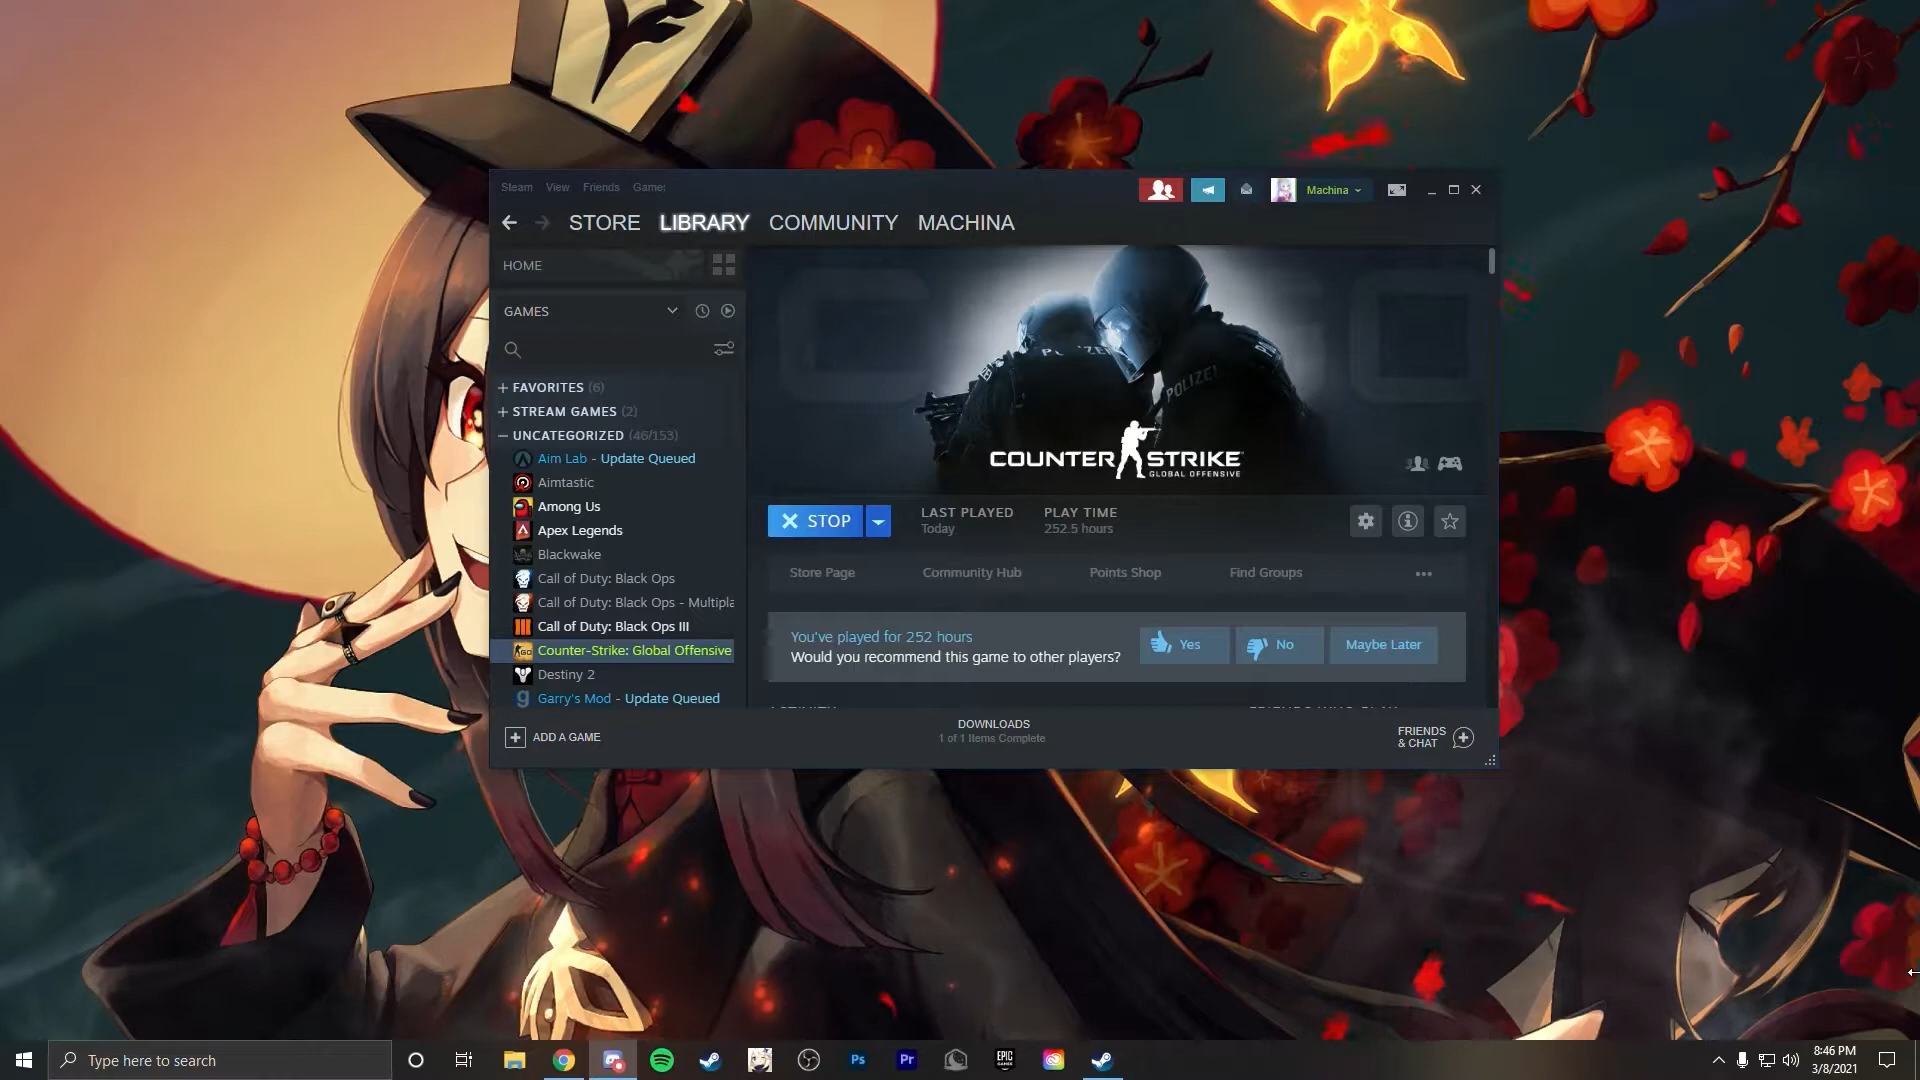 Steam View Friends Games
Machina
STORE LIBRARY COMMUNITY MACHINA
HOME
GAMES
FAVORITES (6)
STREAM GAMES (2)
UNCATEGORIZED (46/153)
Aim Lab - Update Queued
Aimtastic
Among Us
Apex Legends
Blackwake
Call of Duty: Black Ops
Call of Duty: Black Ops - Multipla
Call of Duty: Black Ops III
Counter-Strike: Global Offensive
Destiny 2
Garry's Mod - Update Queued
POLIZEI
COUNTER STRIKE
GLOBAL OFFENSIVE
STOP
LAST PLAYED
Today
PLAY TIME
252.5 hours
Store Page Community Hub Points Shop Find Groups
You've played for 252 hours
Would you recommend this game to other players?
Yes No Maybe Later
ADD A GAME
DOWNLOADS
1 of 1 Items Complete
FRIENDS
& CHAT
Type here to search
Ps
Pr
EPIC
GAMES
8:46 PM
3/8/2021